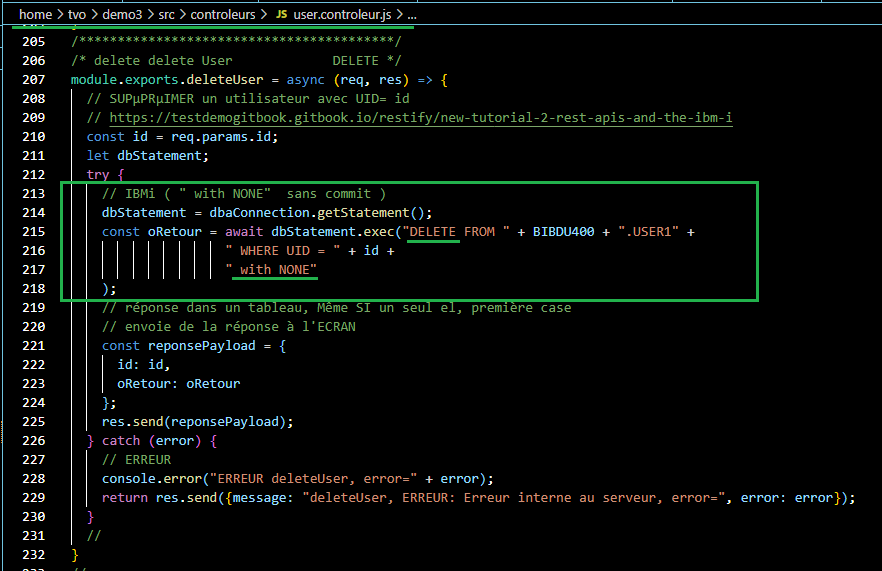 home > tvo > demo3 > src > controleurs > JS user.controleur.js > ...
205 /*****************************************/
206 /* delete delete User             DELETE */
207 module.exports.deleteUser = async (req, res) => {
208   // SUPµPRµIMER un utilisateur avec UID= id
209   // https://testdemogitbook.gitbook.io/restify/new-tutorial-2-rest-apis-and-the-ibm-i
210   const id = req.params.id;
211   let dbStatement;
212   try {
213     // IBMi ( " with NONE"  sans commit )
214     dbStatement = dbaConnection.getStatement();
215     const oRetour = await dbStatement.exec("DELETE FROM " + BIBDU400 + ".USER1" +
216                     " WHERE UID = " + id +
217                     " with NONE"
218     );
219     // réponse dans un tableau, Même SI un seul el, première case
220     // envoie de la réponse à l'ECRAN
221     const reponsePayload = {
222       id: id,
223       oRetour: oRetour
224     };
225     res.send(reponsePayload);
226   } catch (error) {
227     // ERREUR
228     console.error("ERREUR deleteUser, error=" + error);
229     return res.send({message: "deleteUser, ERREUR: Erreur interne au serveur, error=", error: error});
230   }
231   //
232 }